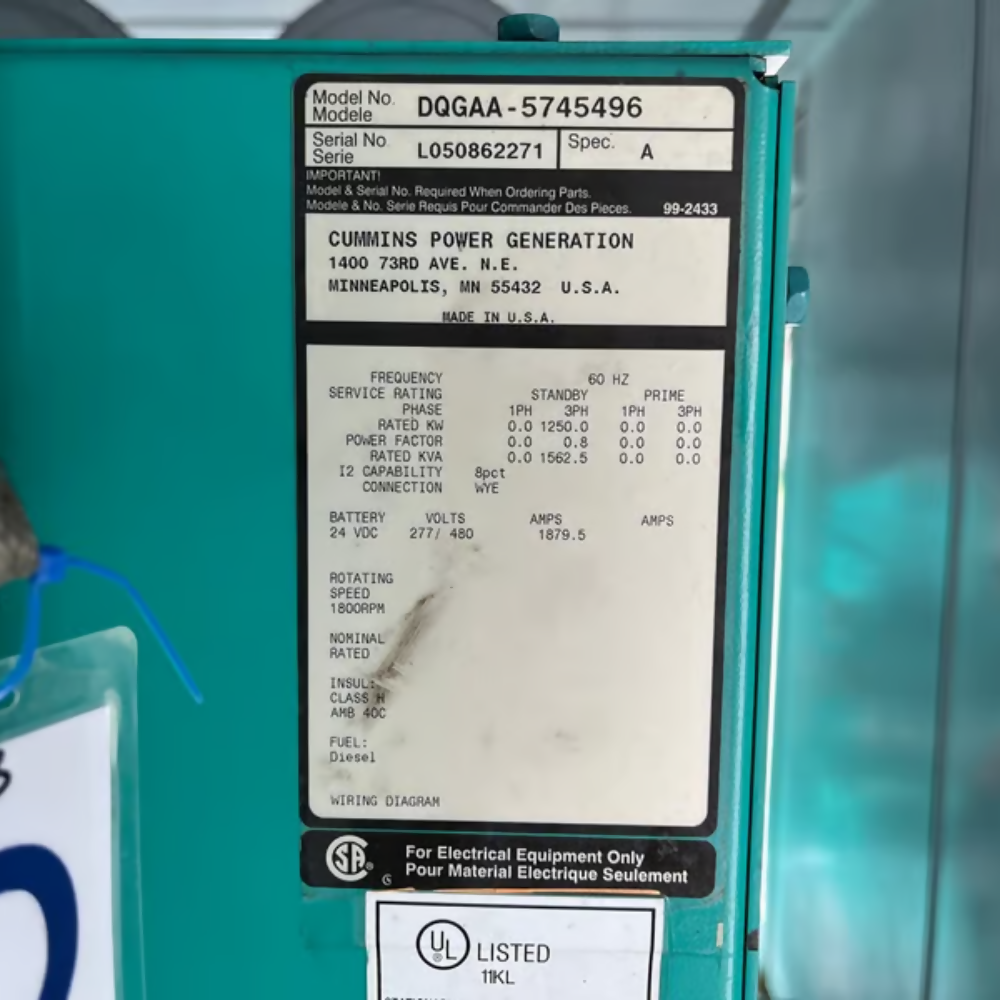 Model No. DQGAA-5745496
Modele
Serial No. L050862271 Spec. A
Serie
IMPORTANT!
Model & Serial No. Required When Ordering Parts.
Modele & No. Serie Requis Pour Commander Des Pieces. 99-2433
CUMMINS POWER GENERATION
1400 73RD AVE. N.E.
MINNEAPOLIS, MN 55432 U.S.A.
MADE IN U.S.A.
FREQUENCY 60 HZ
SERVICE RATING STANDBY PRIME
PHASE 1PH 3PH 1PH 3PH
RATED KW 0.0 1250.0 0.0 0.0
POWER FACTOR 0.0 0.8 0.0 0.0
RATED KVA 0.0 1562.5 0.0 0.0
I2 CAPABILITY 8pct
CONNECTION WYE
BATTERY VOLTS AMPS AMPS
24 VDC 277/ 480 1879.5
ROTATING
SPEED
1800RPM
NOMINAL
RATED
INSUL:
CLASS H
AMB 40C
FUEL:
Diesel
WIRING DIAGRAM
SA ® For Electrical Equipment Only
Pour Material Electrique Seulement
UL ® LISTED
11KL